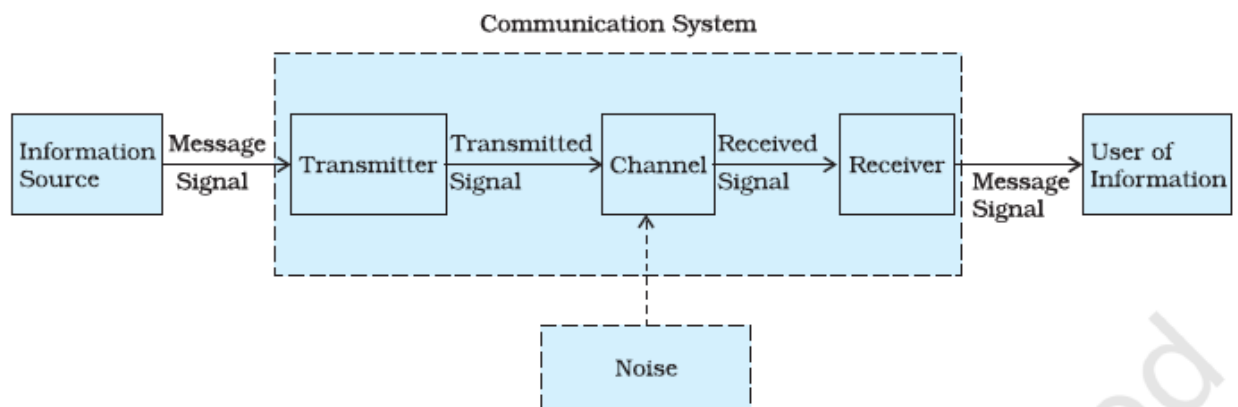 Communication System
Information
Source
Message
Signal
Transmitter
Transmitted
Signal
Channel
Received
Signal
Receiver
Message
Signal
User of
Information
Noise